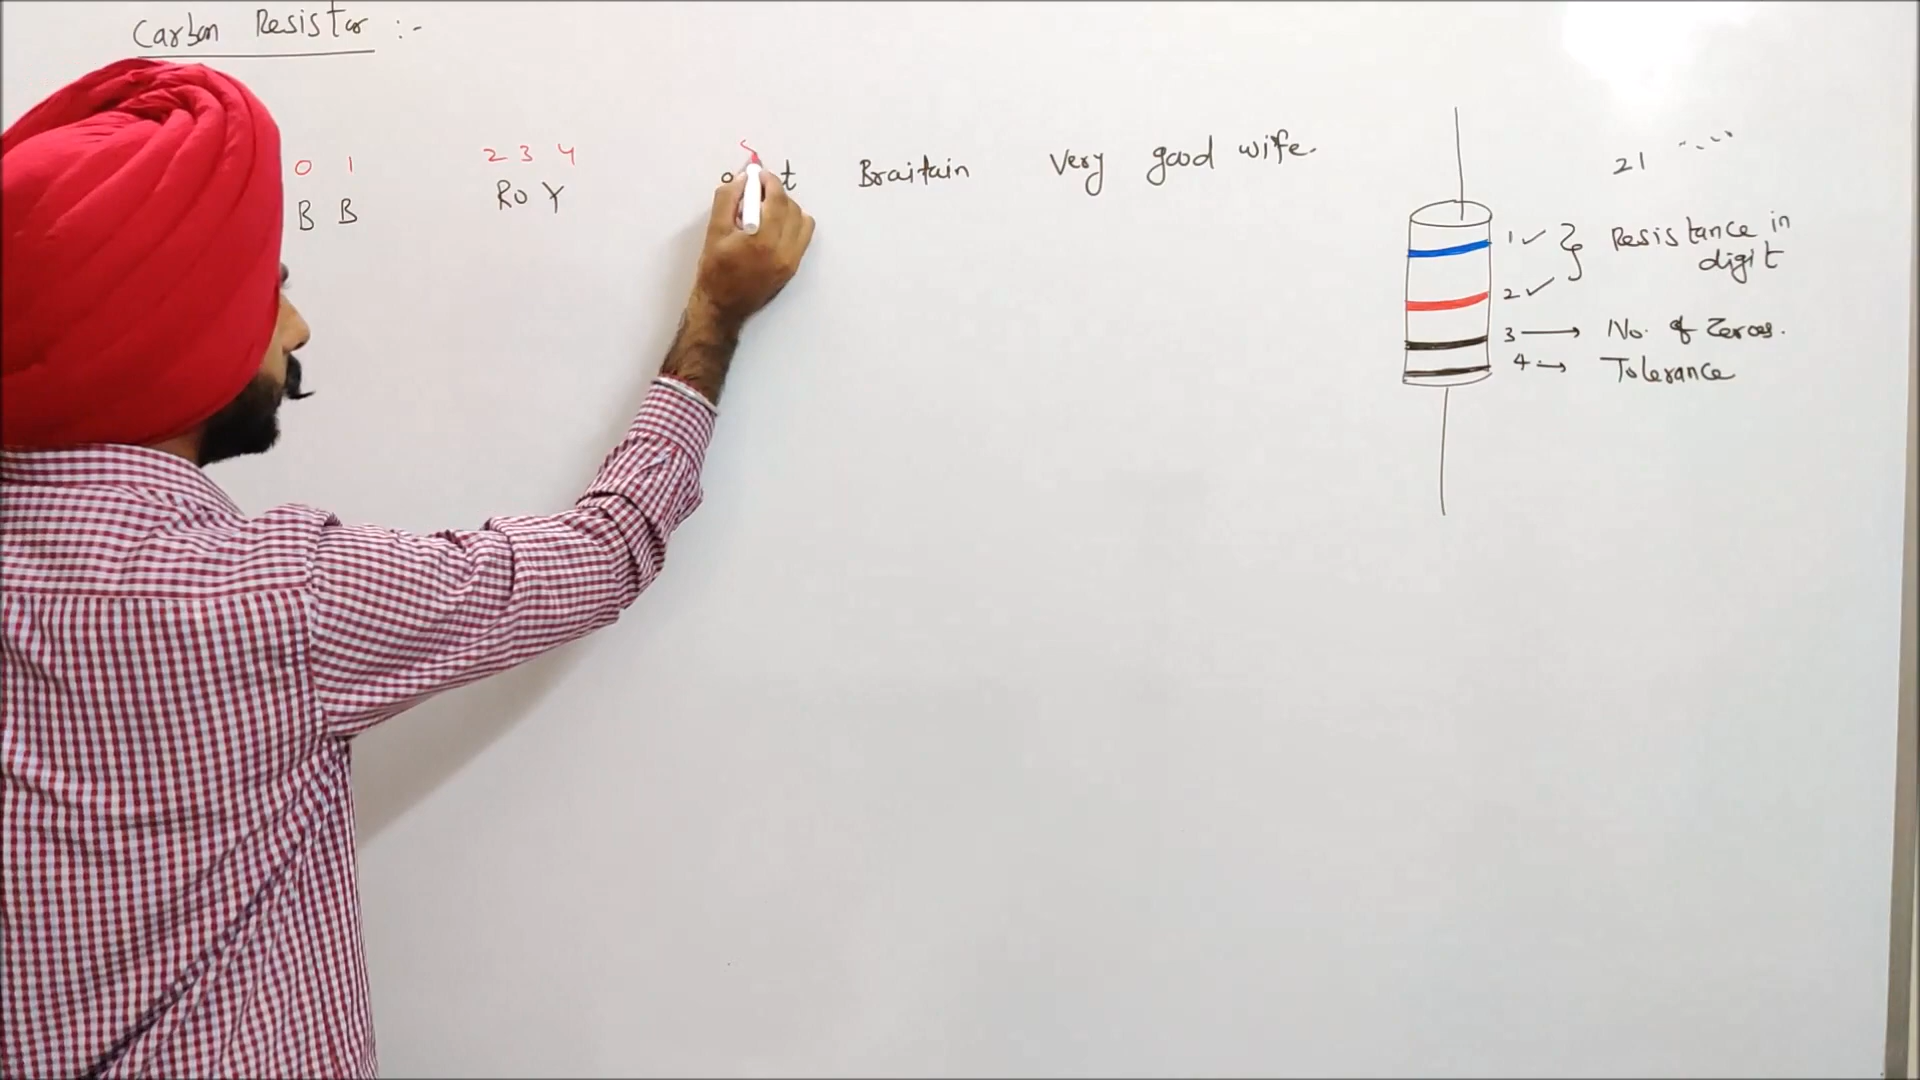 Carbon Resistor :-
0 1 2 3 4
B B RO Y Braitain Very good wife.
21
1 Resistance in
digit
2
3 → No. of Zeroes.
4 → Tolerance